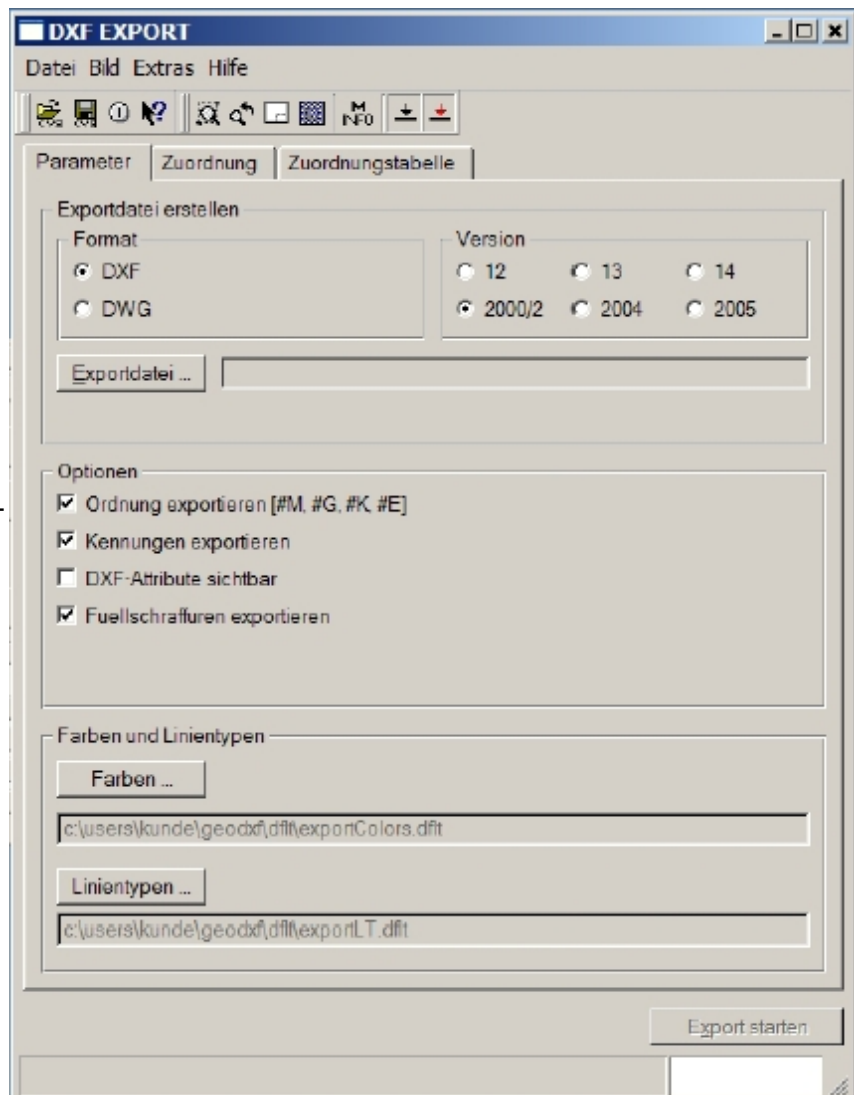 DXF EXPORT
Datei Bild Extras Hilfe
M INFO
Parameter Zuordnung Zuordnungstabelle
Exportdatei erstellen
Format Version
DXF 12 13 14
DWG 2000/2 2004 2005
Exportdatei ...
Optionen
Ordnung exportieren [#M, #G, #K, #E]
Kennungen exportieren
DXF-Attribute sichtbar
Fuellschraffuren exportieren
Farben und Linientypen
Farben ...
c:\users\kunde\geodxf\dflt\exportColors.dflt
Linientypen ...
c:\users\kunde\geodxf\dflt\exportLT.dflt
Export starten